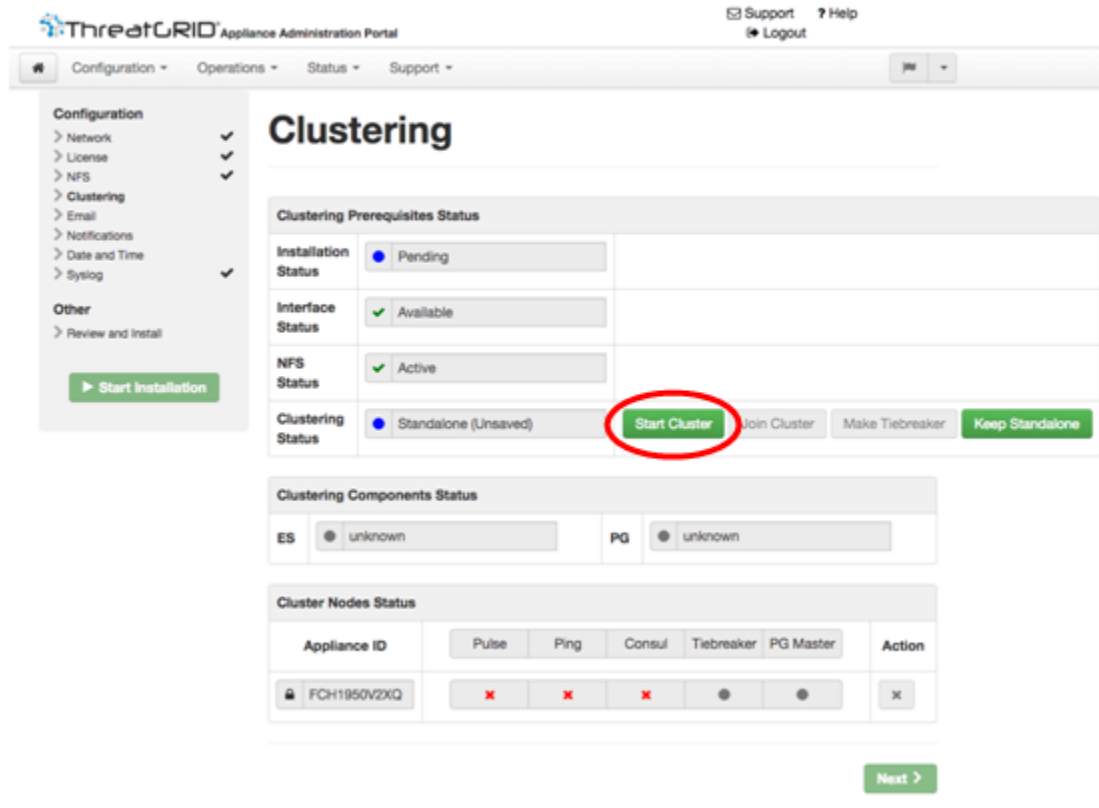 Support ? Help
ThreatGRID Appliance Administration Portal
Logout
Configuration Operations Status Support
Configuration
Network
License
NFS
Clustering
Email
Notifications
Date and Time
Syslog
Other
Review and Install
Start Installation
Clustering
Clustering Prerequisites Status
Installation Status Pending
Interface Status Available
NFS Status Active
Clustering Status Standalone (Unsaved) Start Cluster Join Cluster Make Tiebreaker Keep Standalone
Clustering Components Status
ES unknown PG unknown
Cluster Nodes Status
Appliance ID Pulse Ping Consul Tiebreaker PG Master Action
FCH1950V2XQ
Next